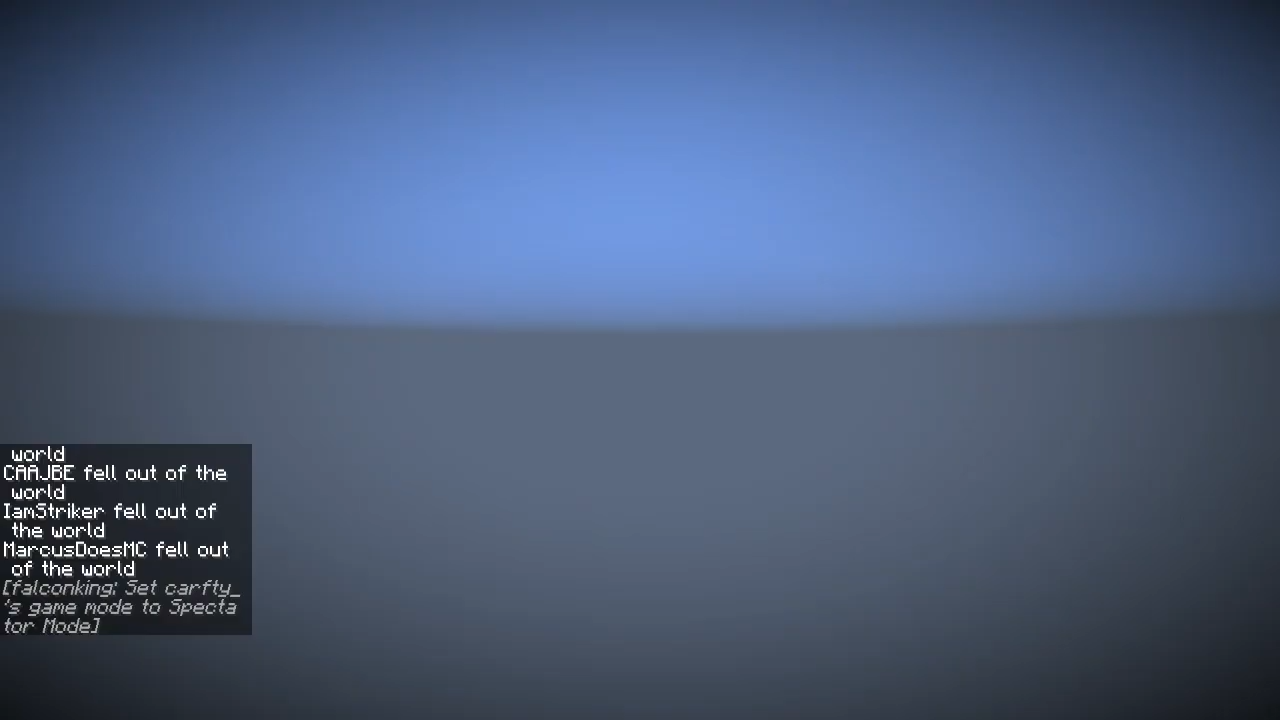 world
CAAJBE fell out of the
world
IamStriker fell out of
the world
MarcusDoesMC fell out
of the world
[falconking: Set carfty_
's game mode to Specta
tor Mode]